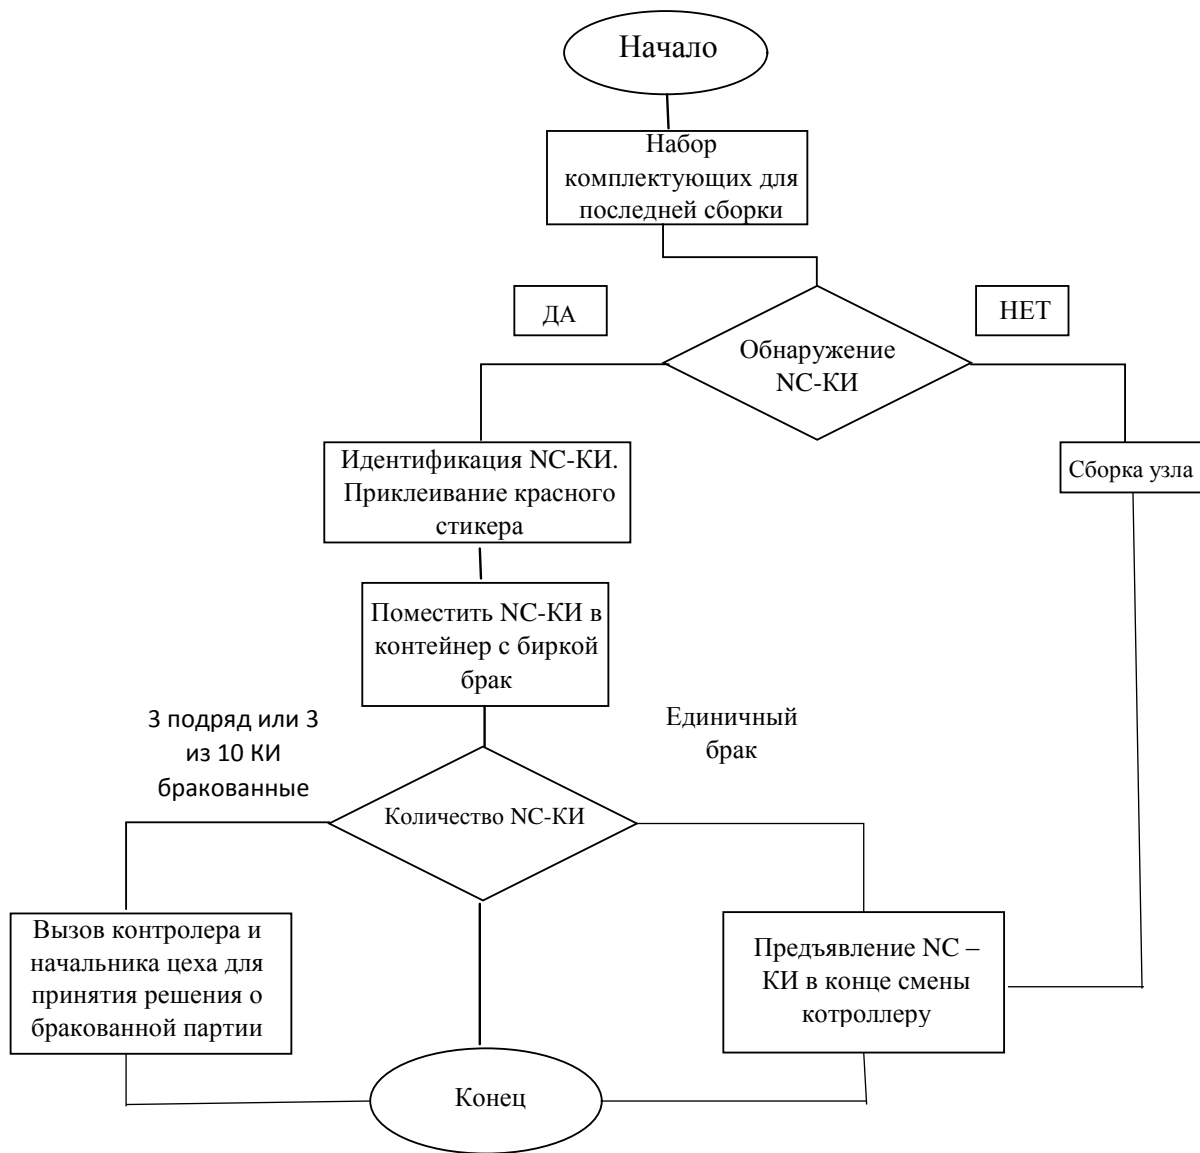 Начало
Набор
комплектующих для
последней сборки
ДА
НЕТ
Обнаружение
NC-КИ
Идентификация NC-КИ.
Приклеивание красного
стикера
Сборка узла
Поместить NC-КИ в
контейнер с биркой
брак
3 подряд или 3
из 10 КИ
бракованные
Единичный
брак
Количество NC-КИ
Вызов контролера и
начальника цеха для
принятия решения о
бракованной партии
Предъявление NC –
КИ в конце смены
котроллеру
Конец